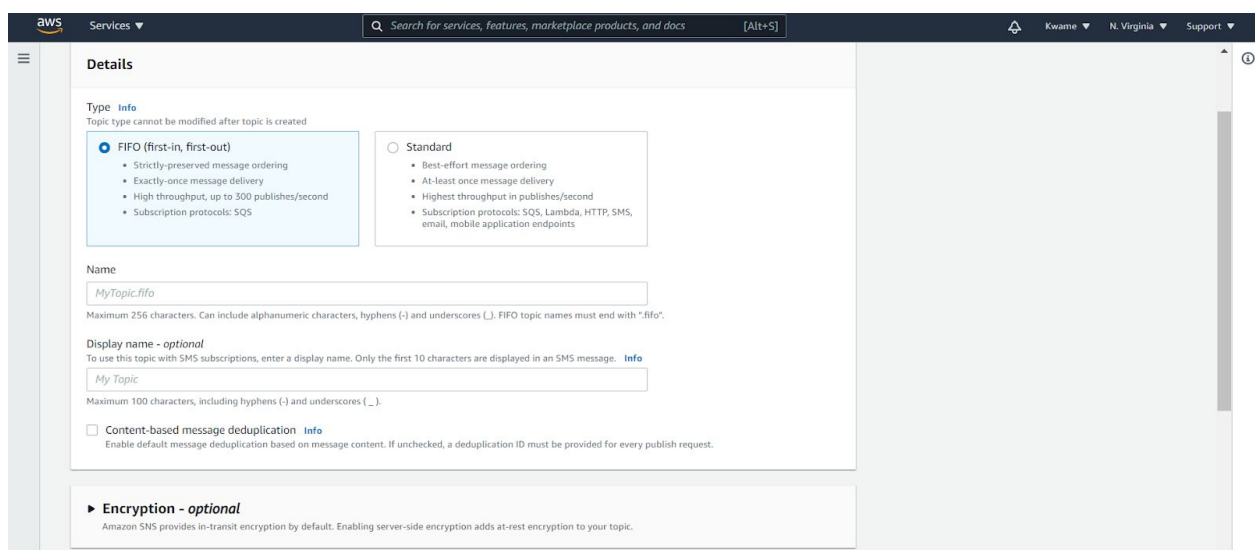 aws Services ▼ Search for services, features, marketplace products, and docs [Alt+S] Kwame ▼ N. Virginia ▼ Support ▼
Details
Type Info
Topic type cannot be modified after topic is created
FIFO (first-in, first-out)
• Strictly-preserved message ordering
• Exactly-once message delivery
• High throughput, up to 300 publishes/second
• Subscription protocols: SQS
Standard
• Best-effort message ordering
• At-least once message delivery
• Highest throughput in publishes/second
• Subscription protocols: SQS, Lambda, HTTP, SMS,
email, mobile application endpoints
Name
MyTopic.fifo
Maximum 256 characters. Can include alphanumeric characters, hyphens (-) and underscores (_). FIFO topic names must end with ".fifo".
Display name - optional
To use this topic with SMS subscriptions, enter a display name. Only the first 10 characters are displayed in an SMS message. Info
My Topic
Maximum 100 characters, including hyphens (-) and underscores ( _ ).
Content-based message deduplication Info
Enable default message deduplication based on message content. If unchecked, a deduplication ID must be provided for every publish request.
Encryption - optional
Amazon SNS provides in-transit encryption by default. Enabling server-side encryption adds at-rest encryption to your topic.